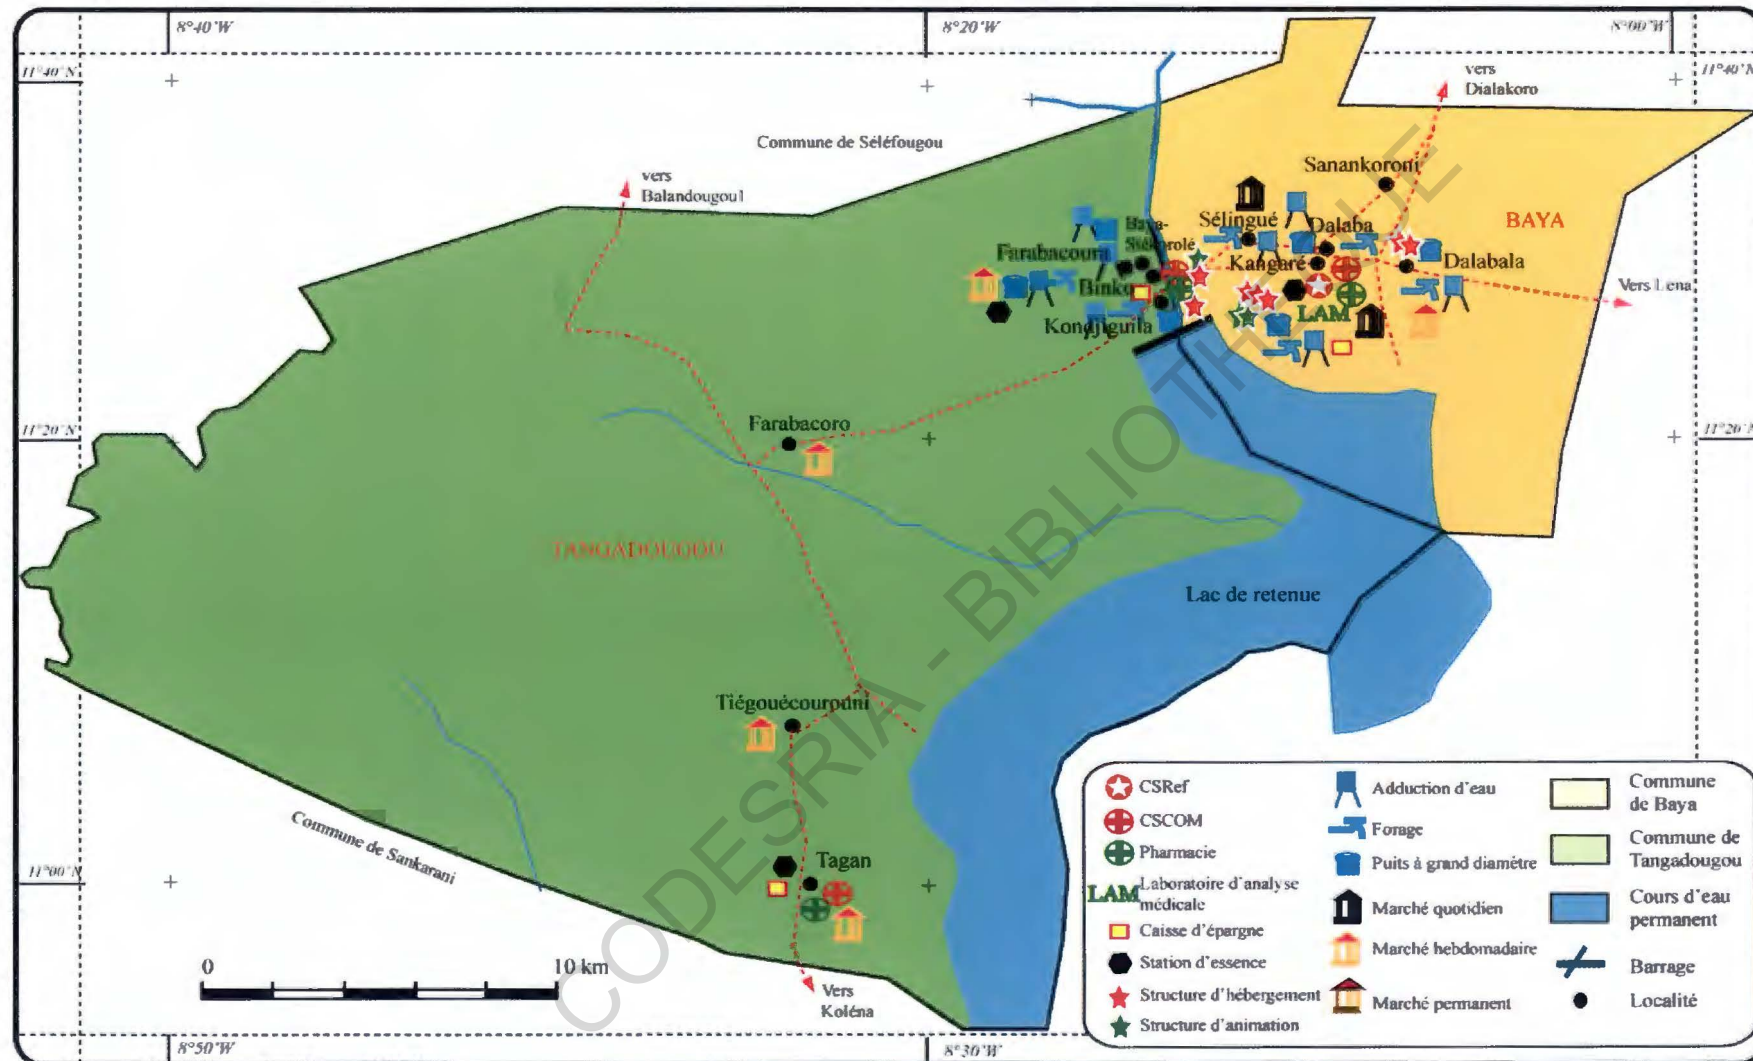 8°40'W
8°20'W
8°00'W
11°40'N
11°40'N
vers
Dialakoro
Commune de Séléfougou
vers
Balandougou1
Sanankoroni
BAYA
Sélingué
Dalaba
Baya-
Farabacoura
Kangaré
Dalabala
Binko
Vers Lena
LAM
Kondjiguila
11°20'N
11°20'N
Farabacoro
TANGADOUGOU
Lac de retenue
Tiégouécourouni
Commune de Sankarani
11°00'N
Tagan
0
10 km
Vers
Koléna
8°50'W
8°30'W
CSRef
CSCOM
Pharmacie
LAM Laboratoire d'analyse
médicale
Caisse d'épargne
Station d'essence
Structure d'hébergement
Structure d'animation
Adduction d'eau
Forage
Puits à grand diamètre
Marché quotidien
Marché hebdomadaire
Marché permanent
Commune
de Baya
Commune de
Tangadougou
Cours d'eau
permanent
Barrage
Localité
CODESRIA - BIBLIOTHEQUE